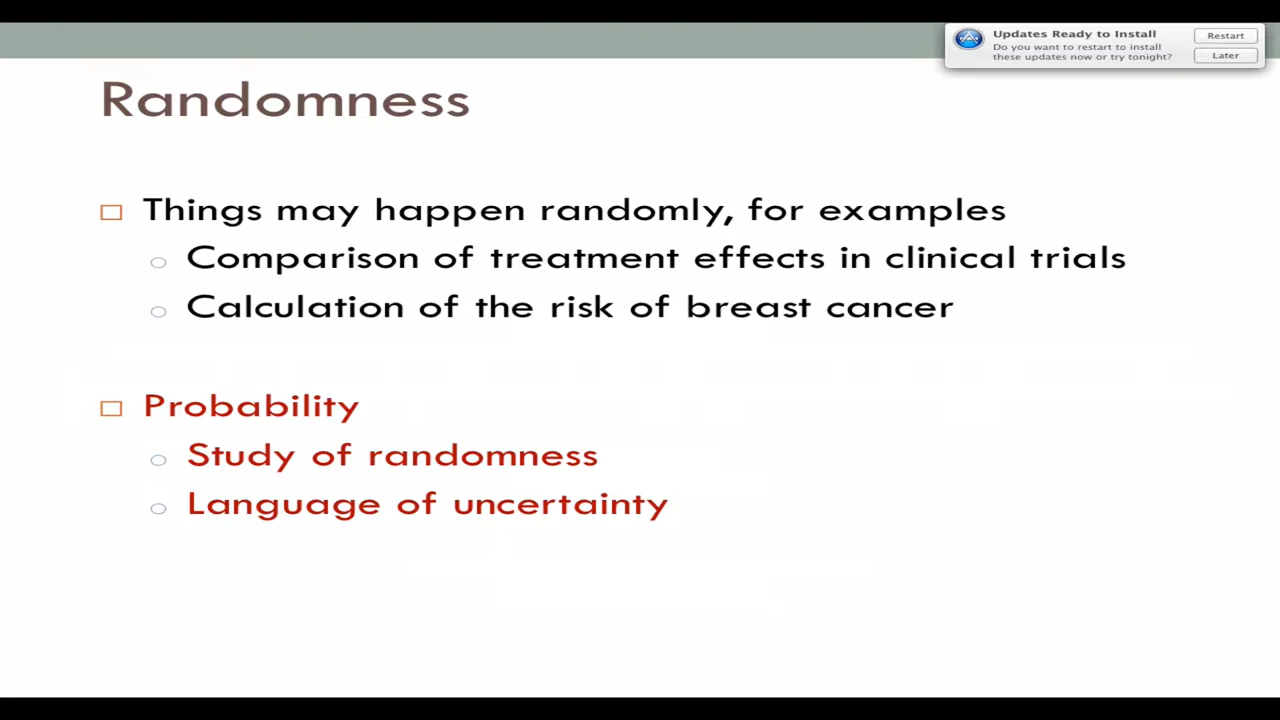 Updates Ready to Install
Restart
Do you want to restart to install
these updates now or try tonight?
Later
Randomness
Things may happen randomly, for examples
Comparison of treatment effects in clinical trials
Calculation of the risk of breast cancer
Probability
Study of randomness
Language of uncertainty